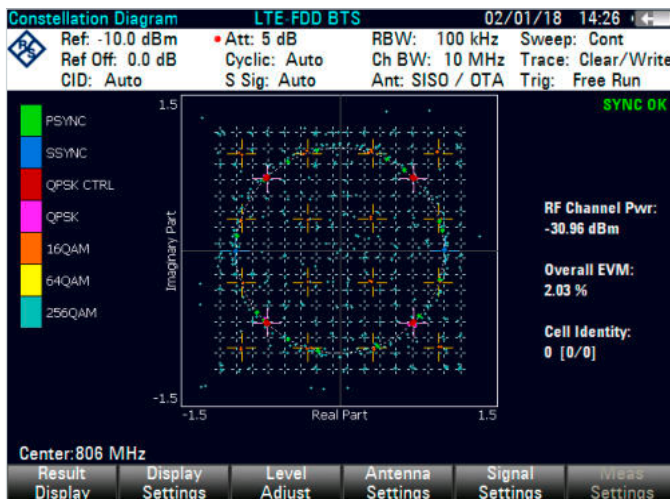 Constellation Diagram LTE-FDD BTS 02/01/18 14:26
Ref: -10.0 dBm Att: 5 dB RBW: 100 kHz Sweep: Cont
Ref Off: 0.0 dB Cyclic: Auto Ch BW: 10 MHz Trace: Clear/Write
CID: Auto S Sig: Auto Ant: SISO / OTA Trig: Free Run
R&S
SYNC OK
1.5
PSYNC
SSYNC
QPSK CTRL
QPSK
16QAM
64QAM
256QAM
Imaginary Part
-1.5
-1.5 Real Part 1.5
RF Channel Pwr:
-30.96 dBm
Overall EVM:
2.03 %
Cell Identity:
0 [0/0]
Center:806 MHz
Result Display Level Antenna Signal Meas
Display Settings Adjust Settings Settings Settings